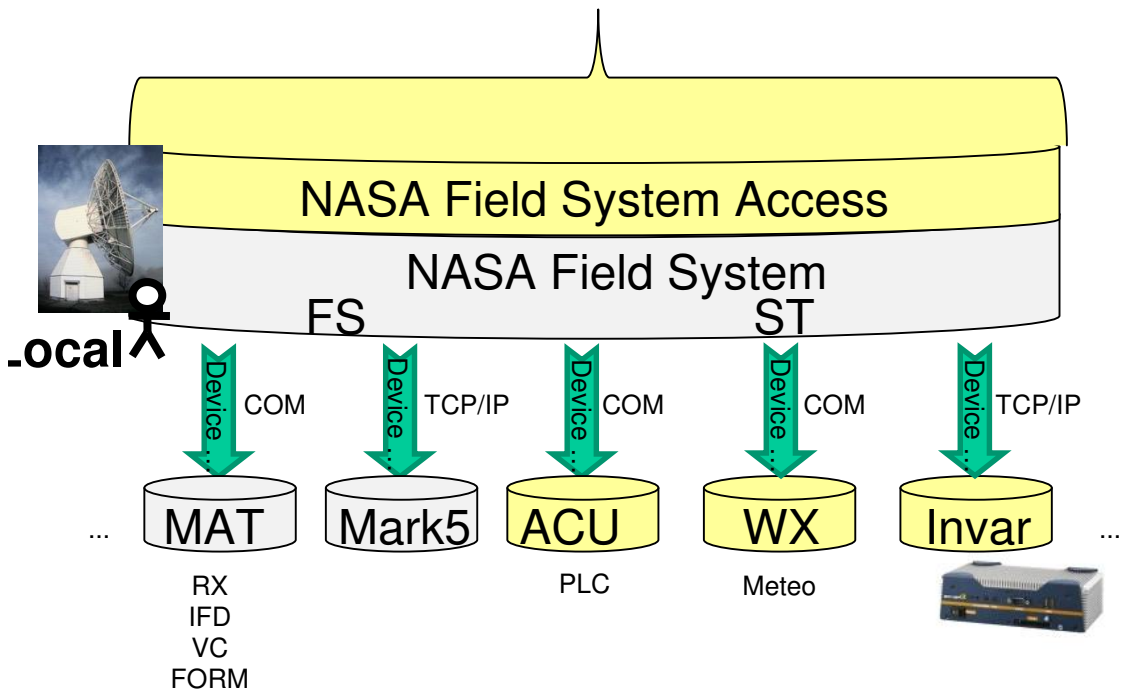 NASA Field System Access
NASA Field System
FS ST
Local
Device ... COM
Device ... TCP/IP
Device ... COM
Device ... COM
Device ... TCP/IP
... MAT Mark5 ACU WX Invar ...
RX
IFD
VC
FORM
PLC
Meteo